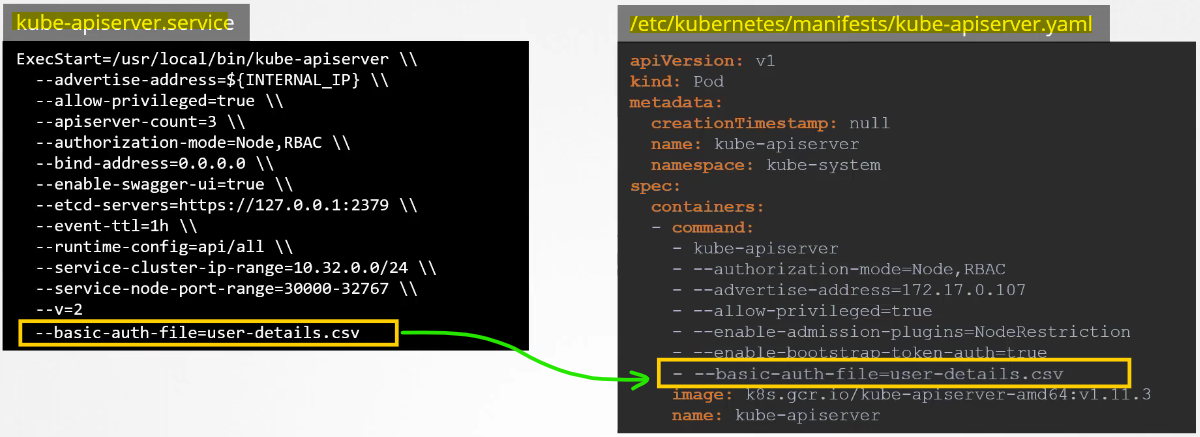 kube-apiserver.service
ExecStart=/usr/local/bin/kube-apiserver \\
--advertise-address=${INTERNAL_IP} \\
--allow-privileged=true \\
--apiserver-count=3 \\
--authorization-mode=Node,RBAC \\
--bind-address=0.0.0.0 \\
--enable-swagger-ui=true \\
--etcd-servers=https://127.0.0.1:2379 \\
--event-ttl=1h \\
--runtime-config=api/all \\
--service-cluster-ip-range=10.32.0.0/24 \\
--service-node-port-range=30000-32767 \\
--v=2
--basic-auth-file=user-details.csv
/etc/kubernetes/manifests/kube-apiserver.yaml
apiVersion: v1
kind: Pod
metadata:
  creationTimestamp: null
  name: kube-apiserver
  namespace: kube-system
spec:
  containers:
  - command:
    - kube-apiserver
    - --authorization-mode=Node,RBAC
    - --advertise-address=172.17.0.107
    - --allow-privileged=true
    - --enable-admission-plugins=NodeRestriction
    - --enable-bootstrap-token-auth=true
    - --basic-auth-file=user-details.csv
    image: k8s.gcr.io/kube-apiserver-amd64:v1.11.3
    name: kube-apiserver